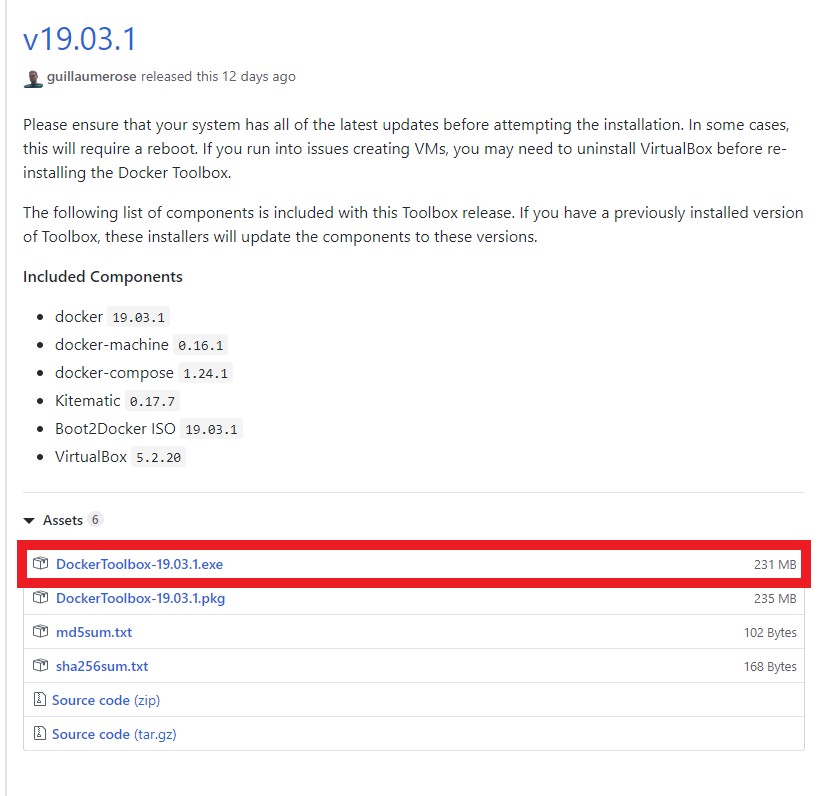 v19.03.1
guillaumerose released this 12 days ago
Please ensure that your system has all of the latest updates before attempting the installation. In some cases,
this will require a reboot. If you run into issues creating VMs, you may need to uninstall VirtualBox before re-
installing the Docker Toolbox.
The following list of components is included with this Toolbox release. If you have a previously installed version
of Toolbox, these installers will update the components to these versions.
Included Components
docker 19.03.1
docker-machine 0.16.1
docker-compose 1.24.1
Kitematic 0.17.7
Boot2Docker ISO 19.03.1
VirtualBox 5.2.20
Assets 6
DockerToolbox-19.03.1.exe 231 MB
DockerToolbox-19.03.1.pkg 235 MB
md5sum.txt 102 Bytes
sha256sum.txt 168 Bytes
Source code (zip)
Source code (tar.gz)